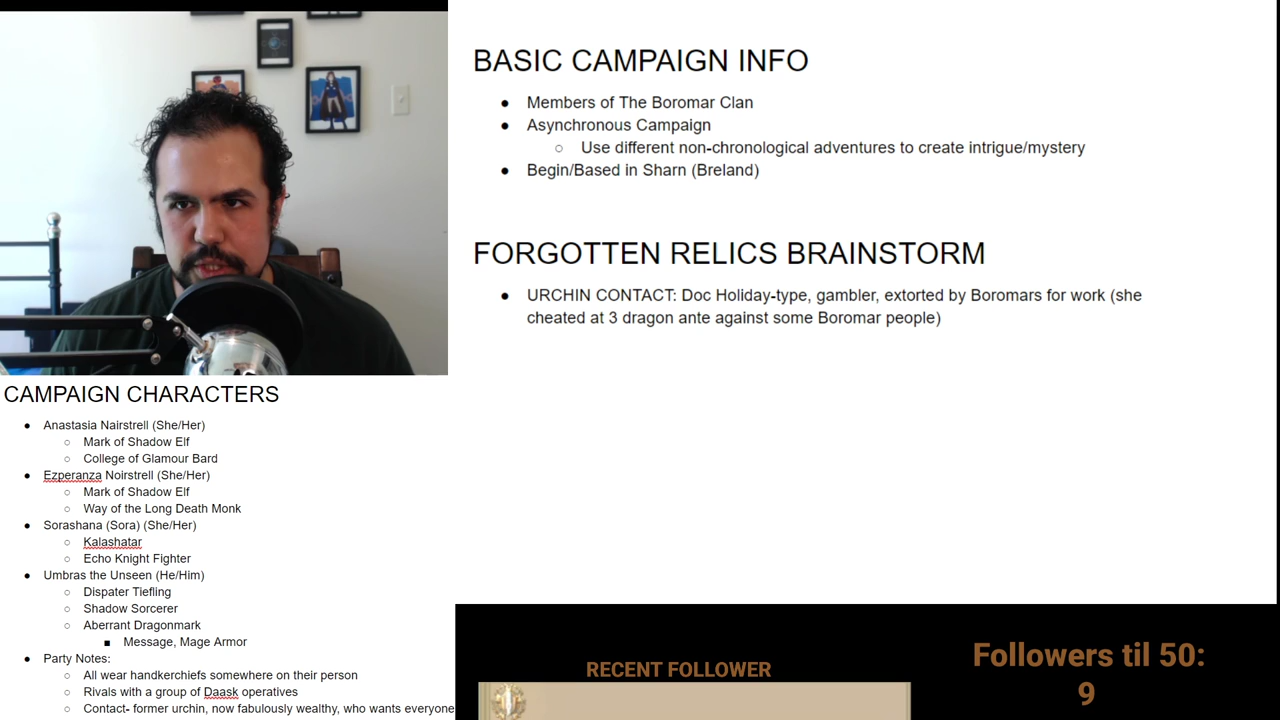 BASIC CAMPAIGN INFO
● Members of The Boromar Clan
● Asynchronous Campaign
○ Use different non-chronological adventures to create intrigue/mystery
● Begin/Based in Sharn (Breland)
FORGOTTEN RELICS BRAINSTORM
● URCHIN CONTACT: Doc Holiday-type, gambler, extorted by Boromars for work (she
cheated at 3 dragon ante against some Boromar people)
CAMPAIGN CHARACTERS
● Anastasia Nairstrell (She/Her)
○ Mark of Shadow Elf
○ College of Glamour Bard
● Ezperanza Noirstrell (She/Her)
○ Mark of Shadow Elf
○ Way of the Long Death Monk
● Sorashana (Sora) (She/Her)
○ Kalashatar
○ Echo Knight Fighter
● Umbras the Unseen (He/Him)
○ Dispater Tiefling
○ Shadow Sorcerer
○ Aberrant Dragonmark
■ Message, Mage Armor
● Party Notes:
○ All wear handkerchiefs somewhere on their person
○ Rivals with a group of Daask operatives
○ Contact- former urchin, now fabulously wealthy, who wants everyone
RECENT FOLLOWER
Followers til 50:
9